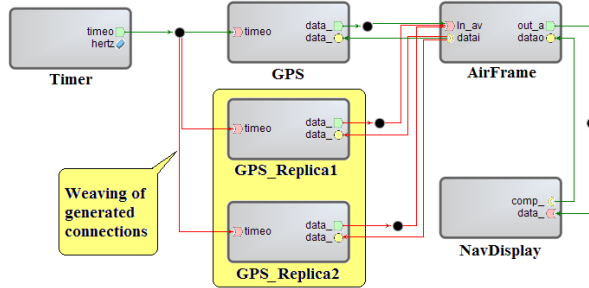 timeo
hertz
Timer
timeo
data_
data_
GPS
In_av
datai
out_a
datao
AirFrame
timeo
data_
data_
GPS_Replica1
Weaving of
generated
connections
timeo
data_
data_
GPS_Replica2
comp_
data_
NavDisplay